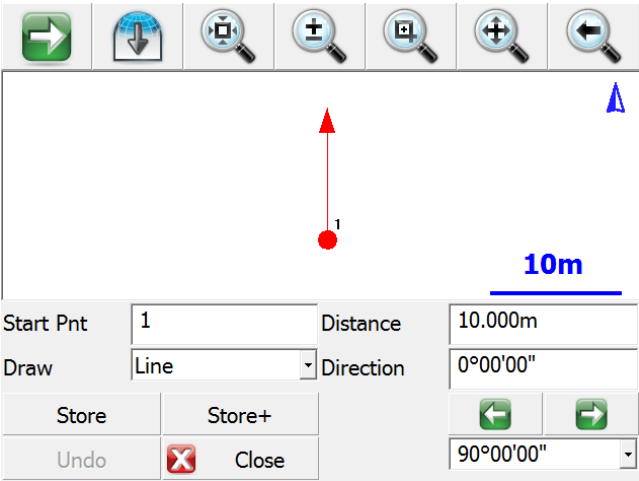 1
10m
Start Pnt 1 Distance 10.000m
Draw Line Direction 0°00'00"
Store Store+
Undo Close 90°00'00"